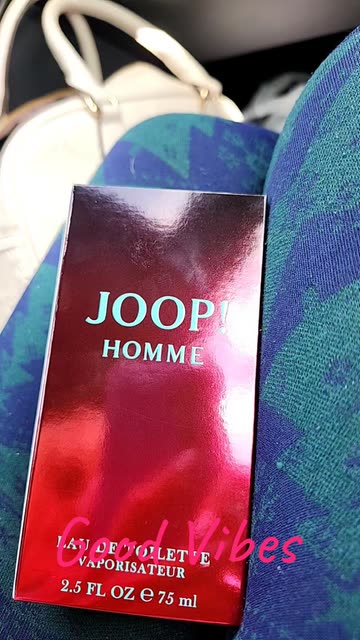 JOOP!
HOMME
EAU DE TOILETTE
Good Vibes
VAPORISATEUR
2.5 FL OZ e 75 ml